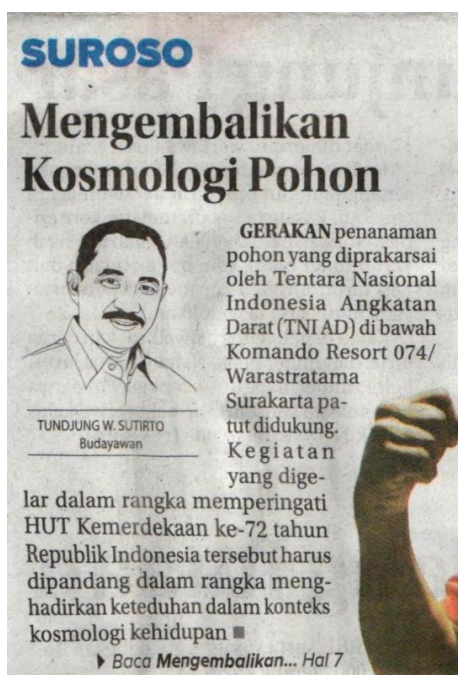 SUROSO
Mengembalikan
Kosmologi Pohon
TUNDJUNG W. SUTIRTO
Budayawan
GERAKAN penanaman
pohon yang diprakarsai
oleh Tentara Nasional
Indonesia Angkatan
Darat (TNI AD) di bawah
Komando Resort 074/
Warastratama
Surakarta pa-
tut didukung.
Kegiatan
yang dige-
lar dalam rangka memperingati
HUT Kemerdekaan ke-72 tahun
Republik Indonesia tersebut harus
dipandang dalam rangka meng-
hadirkan keteduhan dalam konteks
kosmologi kehidupan ■
Baca Mengembalikan... Hal 7